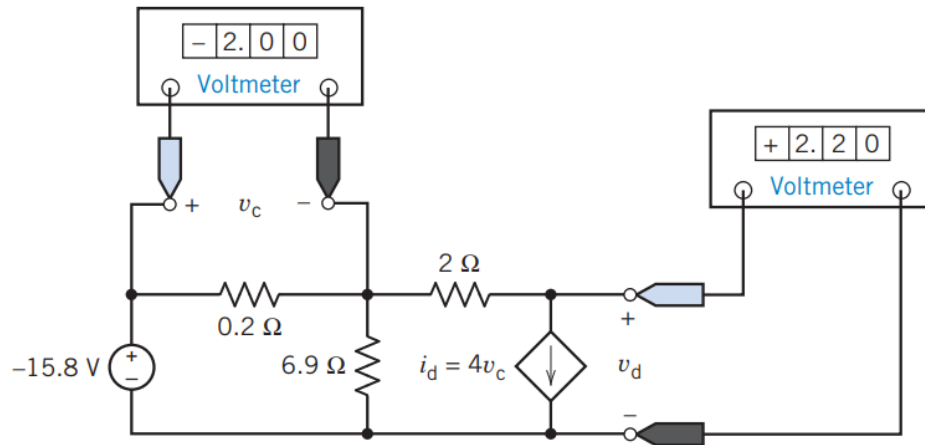 − 2. 0 0
Voltmeter
+ 2. 2 0
Voltmeter
+ v_c −
2 Ω
0.2 Ω
+
−15.8 V
+
−
6.9 Ω
i_d = 4v_c
v_d
−